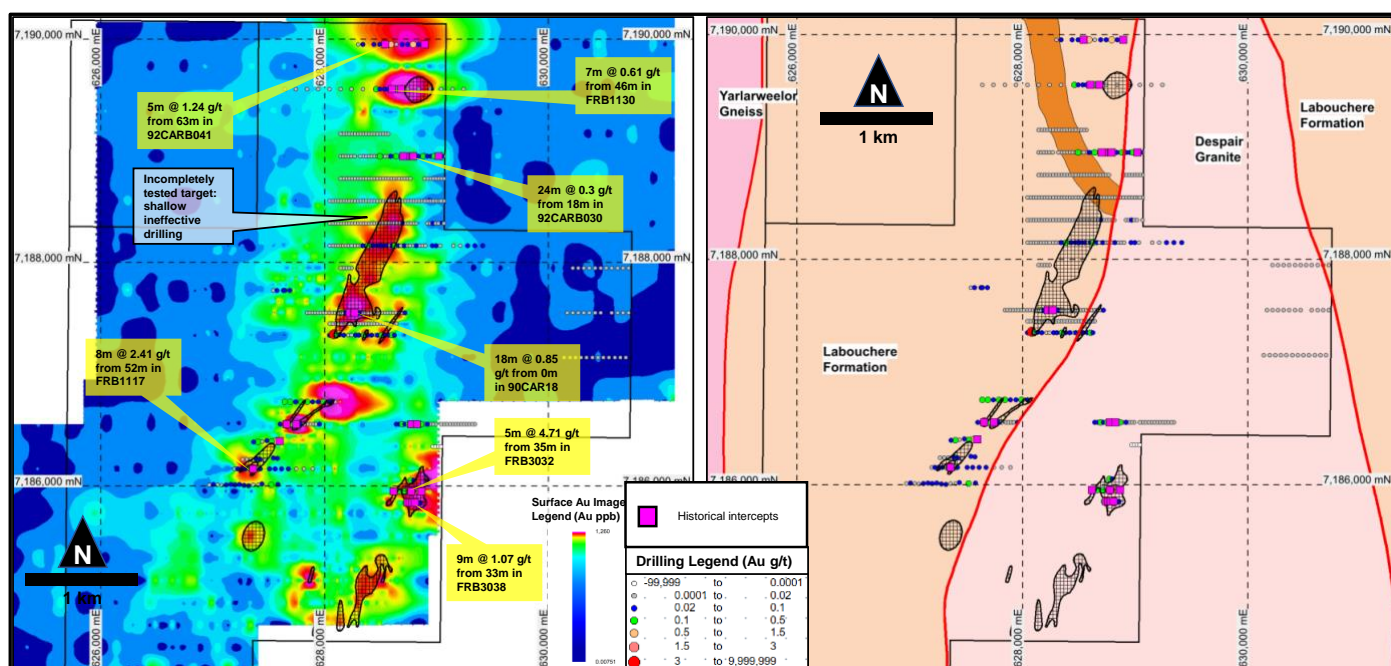 7,190,000 mN
626,000 mE
628,000 mE
630,000 mE
7m @ 0.61 g/t
from 46m in
FRB1130
5m @ 1.24 g/t
from 63m in
92CARB041
Incompletely
tested target:
shallow
ineffective
drilling
24m @ 0.3 g/t
from 18m in
92CARB030
7,188,000 mN
8m @ 2.41 g/t
from 52m in
FRB1117
18m @ 0.85
g/t from 0m
in 90CAR18
5m @ 4.71 g/t
from 35m in
FRB3032
7,186,000 mN
9m @ 1.07 g/t
from 33m in
FRB3038
N
1 km
626,000 mE
628,000 mE
630,000 mE
Surface Au Image
Legend (Au ppb)
1,260
0.00751
Historical intercepts
Drilling Legend (Au g/t)
-99,999 to 0.0001
0.0001 to 0.02
0.02 to 0.1
0.1 to 0.5
0.5 to 1.5
1.5 to 3
3 to 9,999,999
7,190,000 mN
7,190,000 mN
626,000 mE
628,000 mE
630,000 mE
Yarlarweelor
Gneiss
N
1 km
Labouchere
Formation
Despair
Granite
7,188,000 mN
7,188,000 mN
Labouchere
Formation
7,186,000 mN
7,186,000 mN
628,000 mE
630,000 mE